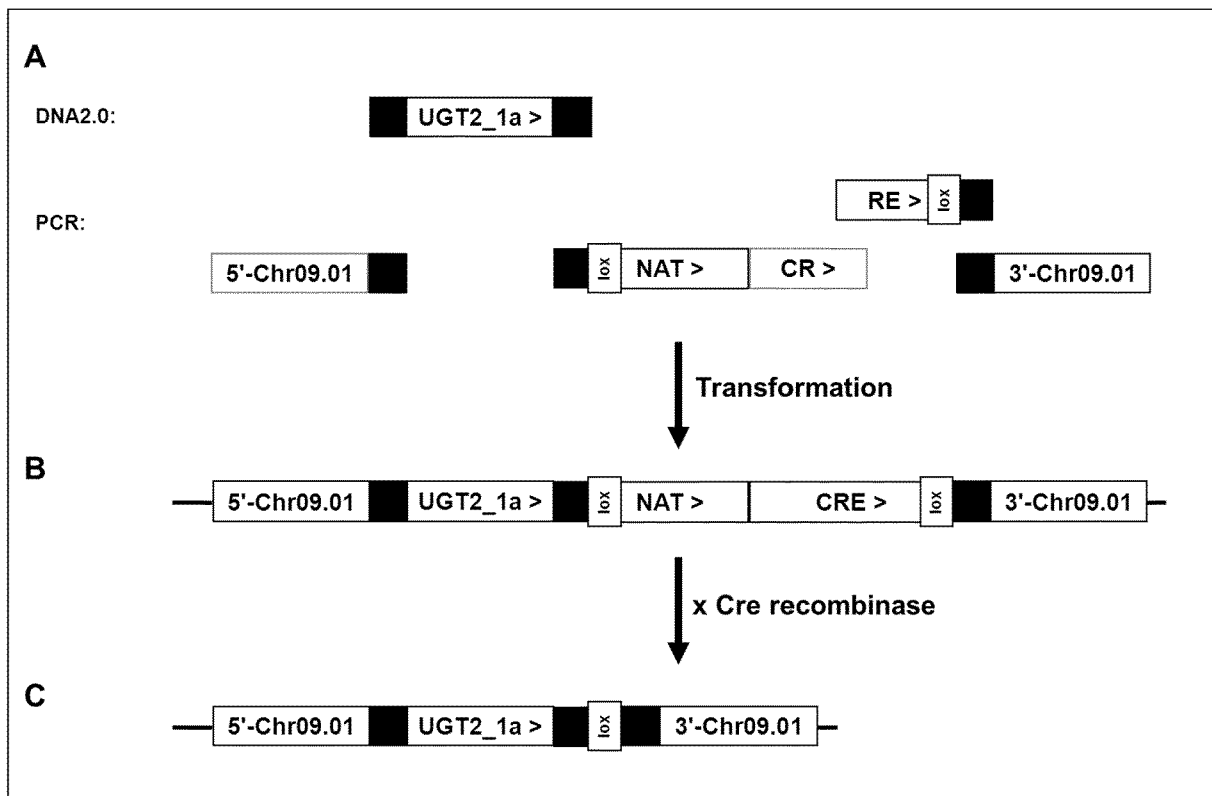 A
DNA2.0:
UGT2_1a >
RE >
lox
PCR:
5'-Chr09.01
lox
NAT >
CR >
3'-Chr09.01
Transformation
B
5'-Chr09.01
UGT2_1a >
lox
NAT >
CRE >
lox
3'-Chr09.01
x Cre recombinase
C
5'-Chr09.01
UGT2_1a >
lox
3'-Chr09.01